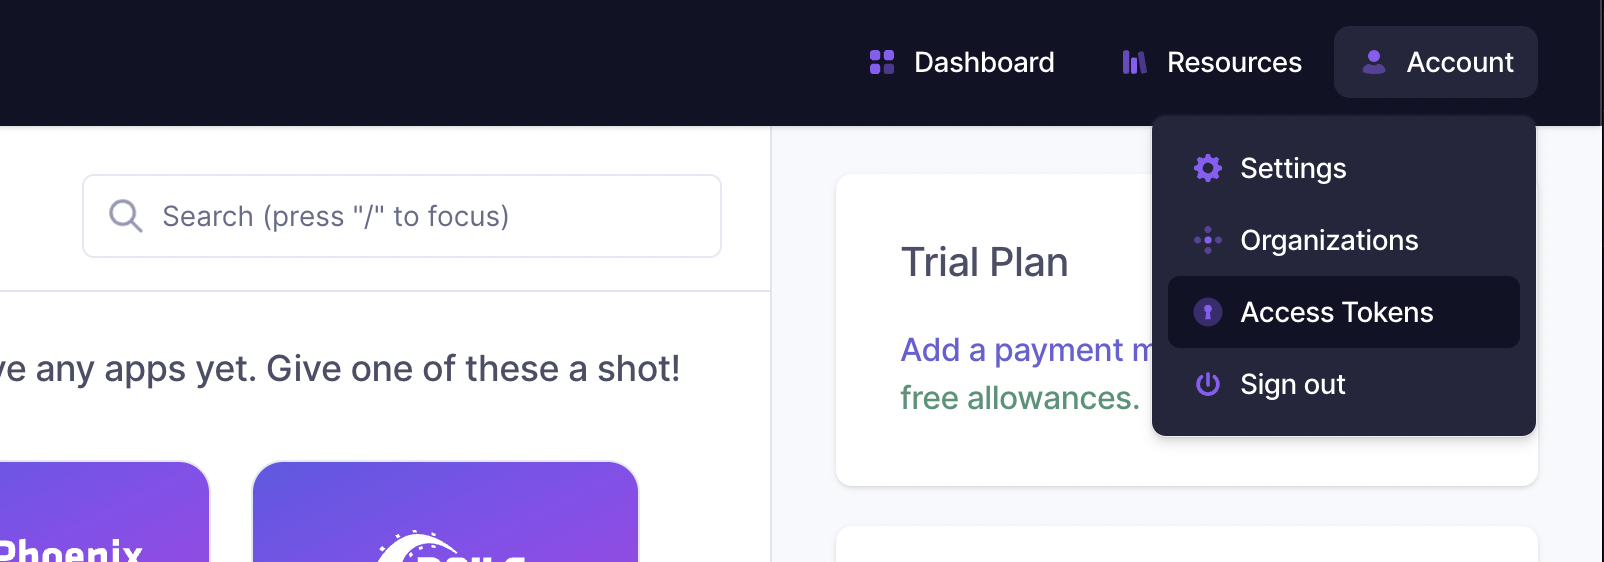 Dashboard
Resources
Account
Settings
Organizations
Access Tokens
Sign out
Search (press "/" to focus)
Trial Plan
Add a payment
free allowances.
any apps yet. Give one of these a shot!
Phoenix